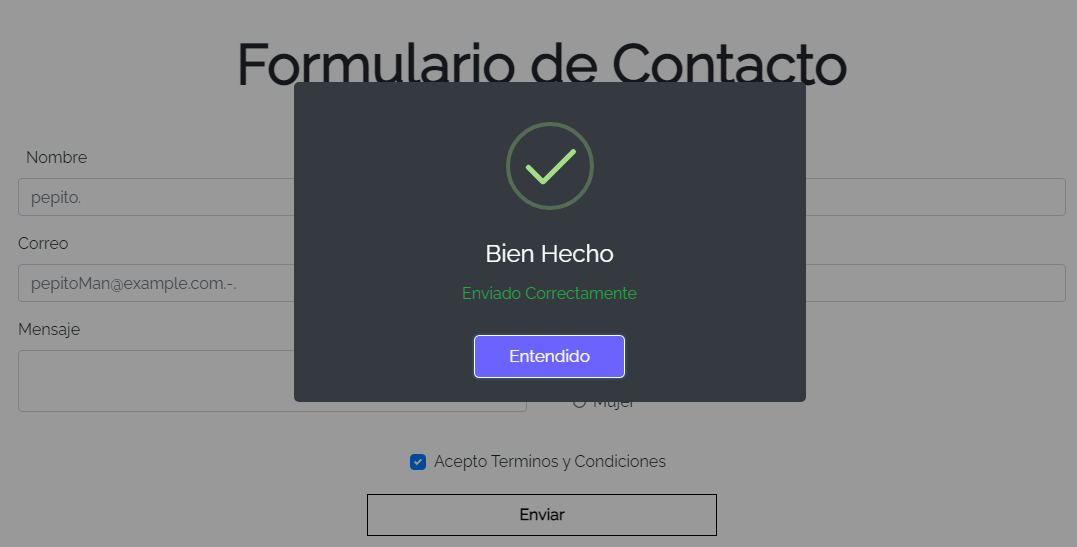 Formulario de Contacto
Nombre
pepito.
Correo
pepitoMan@example.com.-.
Mensaje
Bien Hecho
Enviado Correctamente
Entendido
Mujer
Acepto Terminos y Condiciones
Enviar